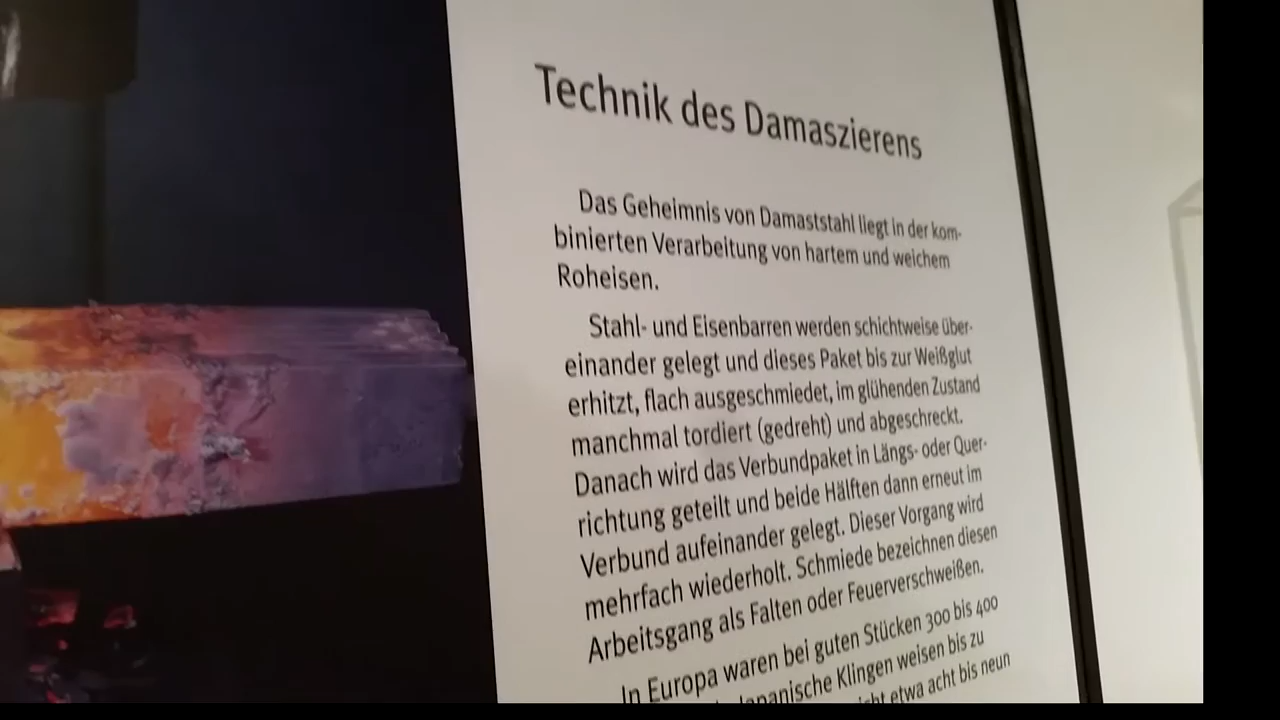 Technik des Damaszierens
Das Geheimnis von Damaststahl liegt in der kom-
binierten Verarbeitung von hartem und weichem
Roheisen.
Stahl- und Eisenbarren werden schichtweise über-
einander gelegt und dieses Paket bis zur Weißglut
erhitzt, flach ausgeschmiedet, im glühenden Zustand
manchmal tordiert (gedreht) und abgeschreckt.
Danach wird das Verbundpaket in Längs- oder Quer-
richtung geteilt und beide Hälften dann erneut im
Verbund aufeinander gelegt. Dieser Vorgang wird
mehrfach wiederholt. Schmiede bezeichnen diesen
Arbeitsgang als Falten oder Feuerverschweißen.
In Europa waren bei guten Stücken 300 bis 400
Japanische Klingen weisen bis zu
etwa acht bis neun